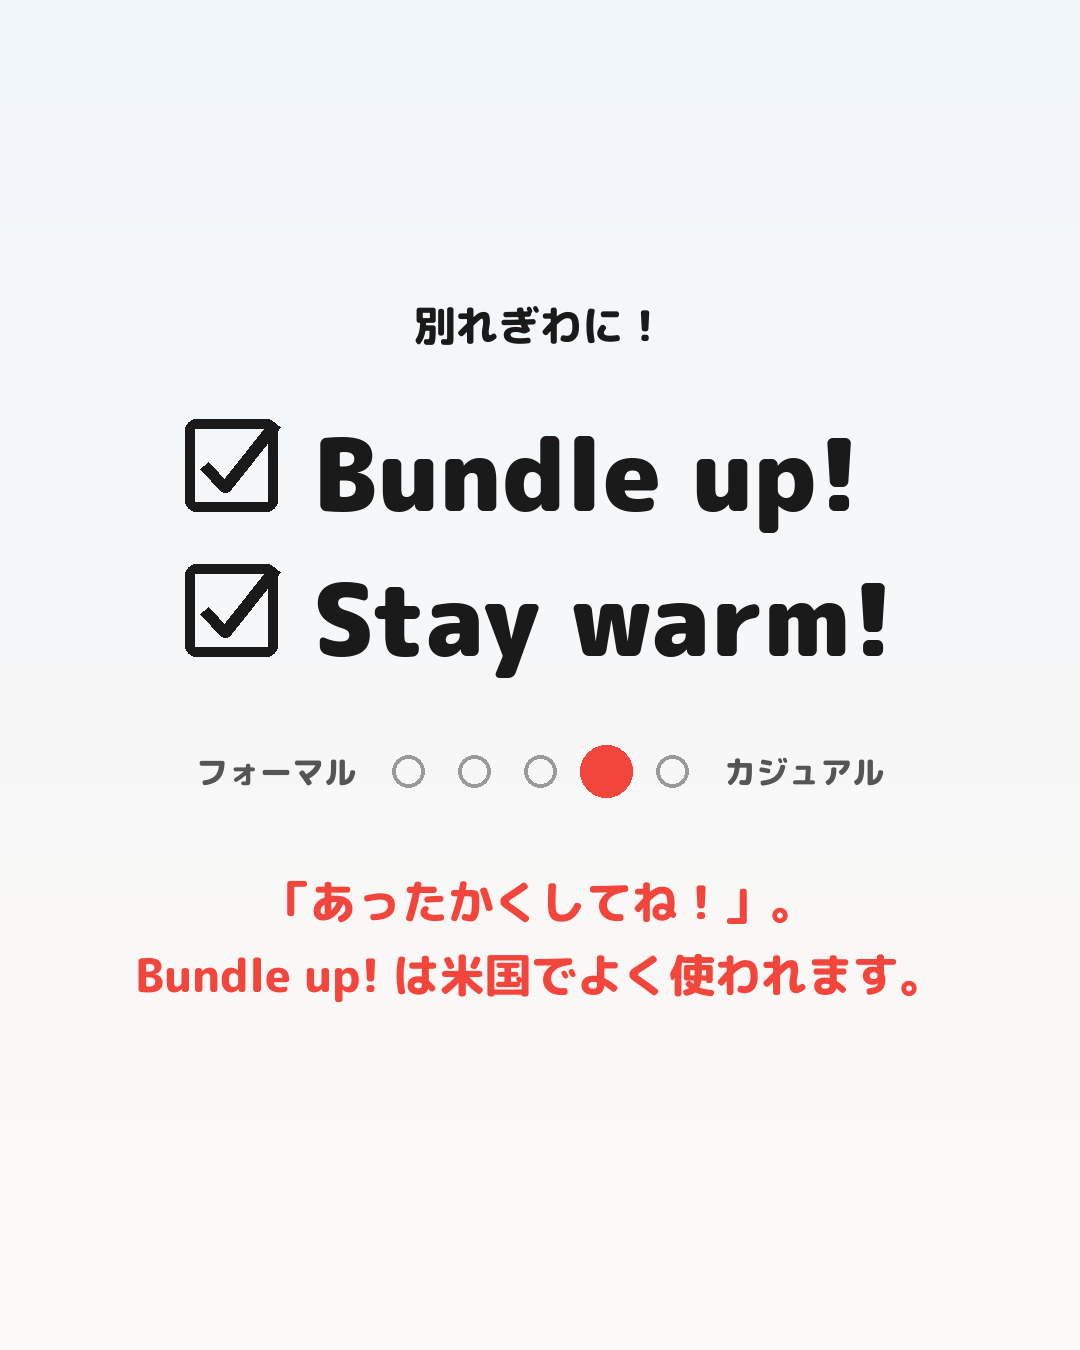 別れぎわに！
Bundle up!
Stay warm!
フォーマル カジュアル
「あったかくしてね！」。
Bundle up! は米国でよく使われます。